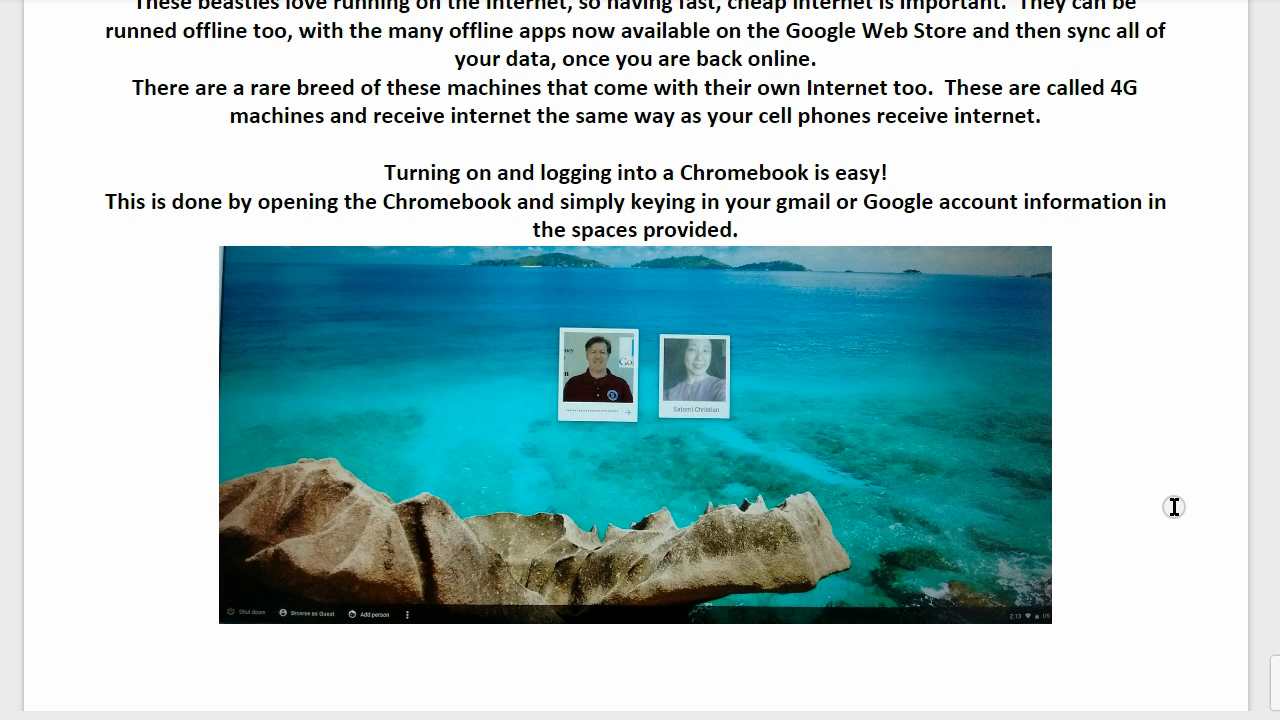 These beasties love running on the internet, so having fast, cheap internet is important.  They can be
runned offline too, with the many offline apps now available on the Google Web Store and then sync all of
your data, once you are back online.
There are a rare breed of these machines that come with their own Internet too.  These are called 4G
machines and receive internet the same way as your cell phones receive internet.
Turning on and logging into a Chromebook is easy!
This is done by opening the Chromebook and simply keying in your gmail or Google account information in
the spaces provided.
Go
Satomi Christian
Shut down Browse as Guest Add person
2:13 US